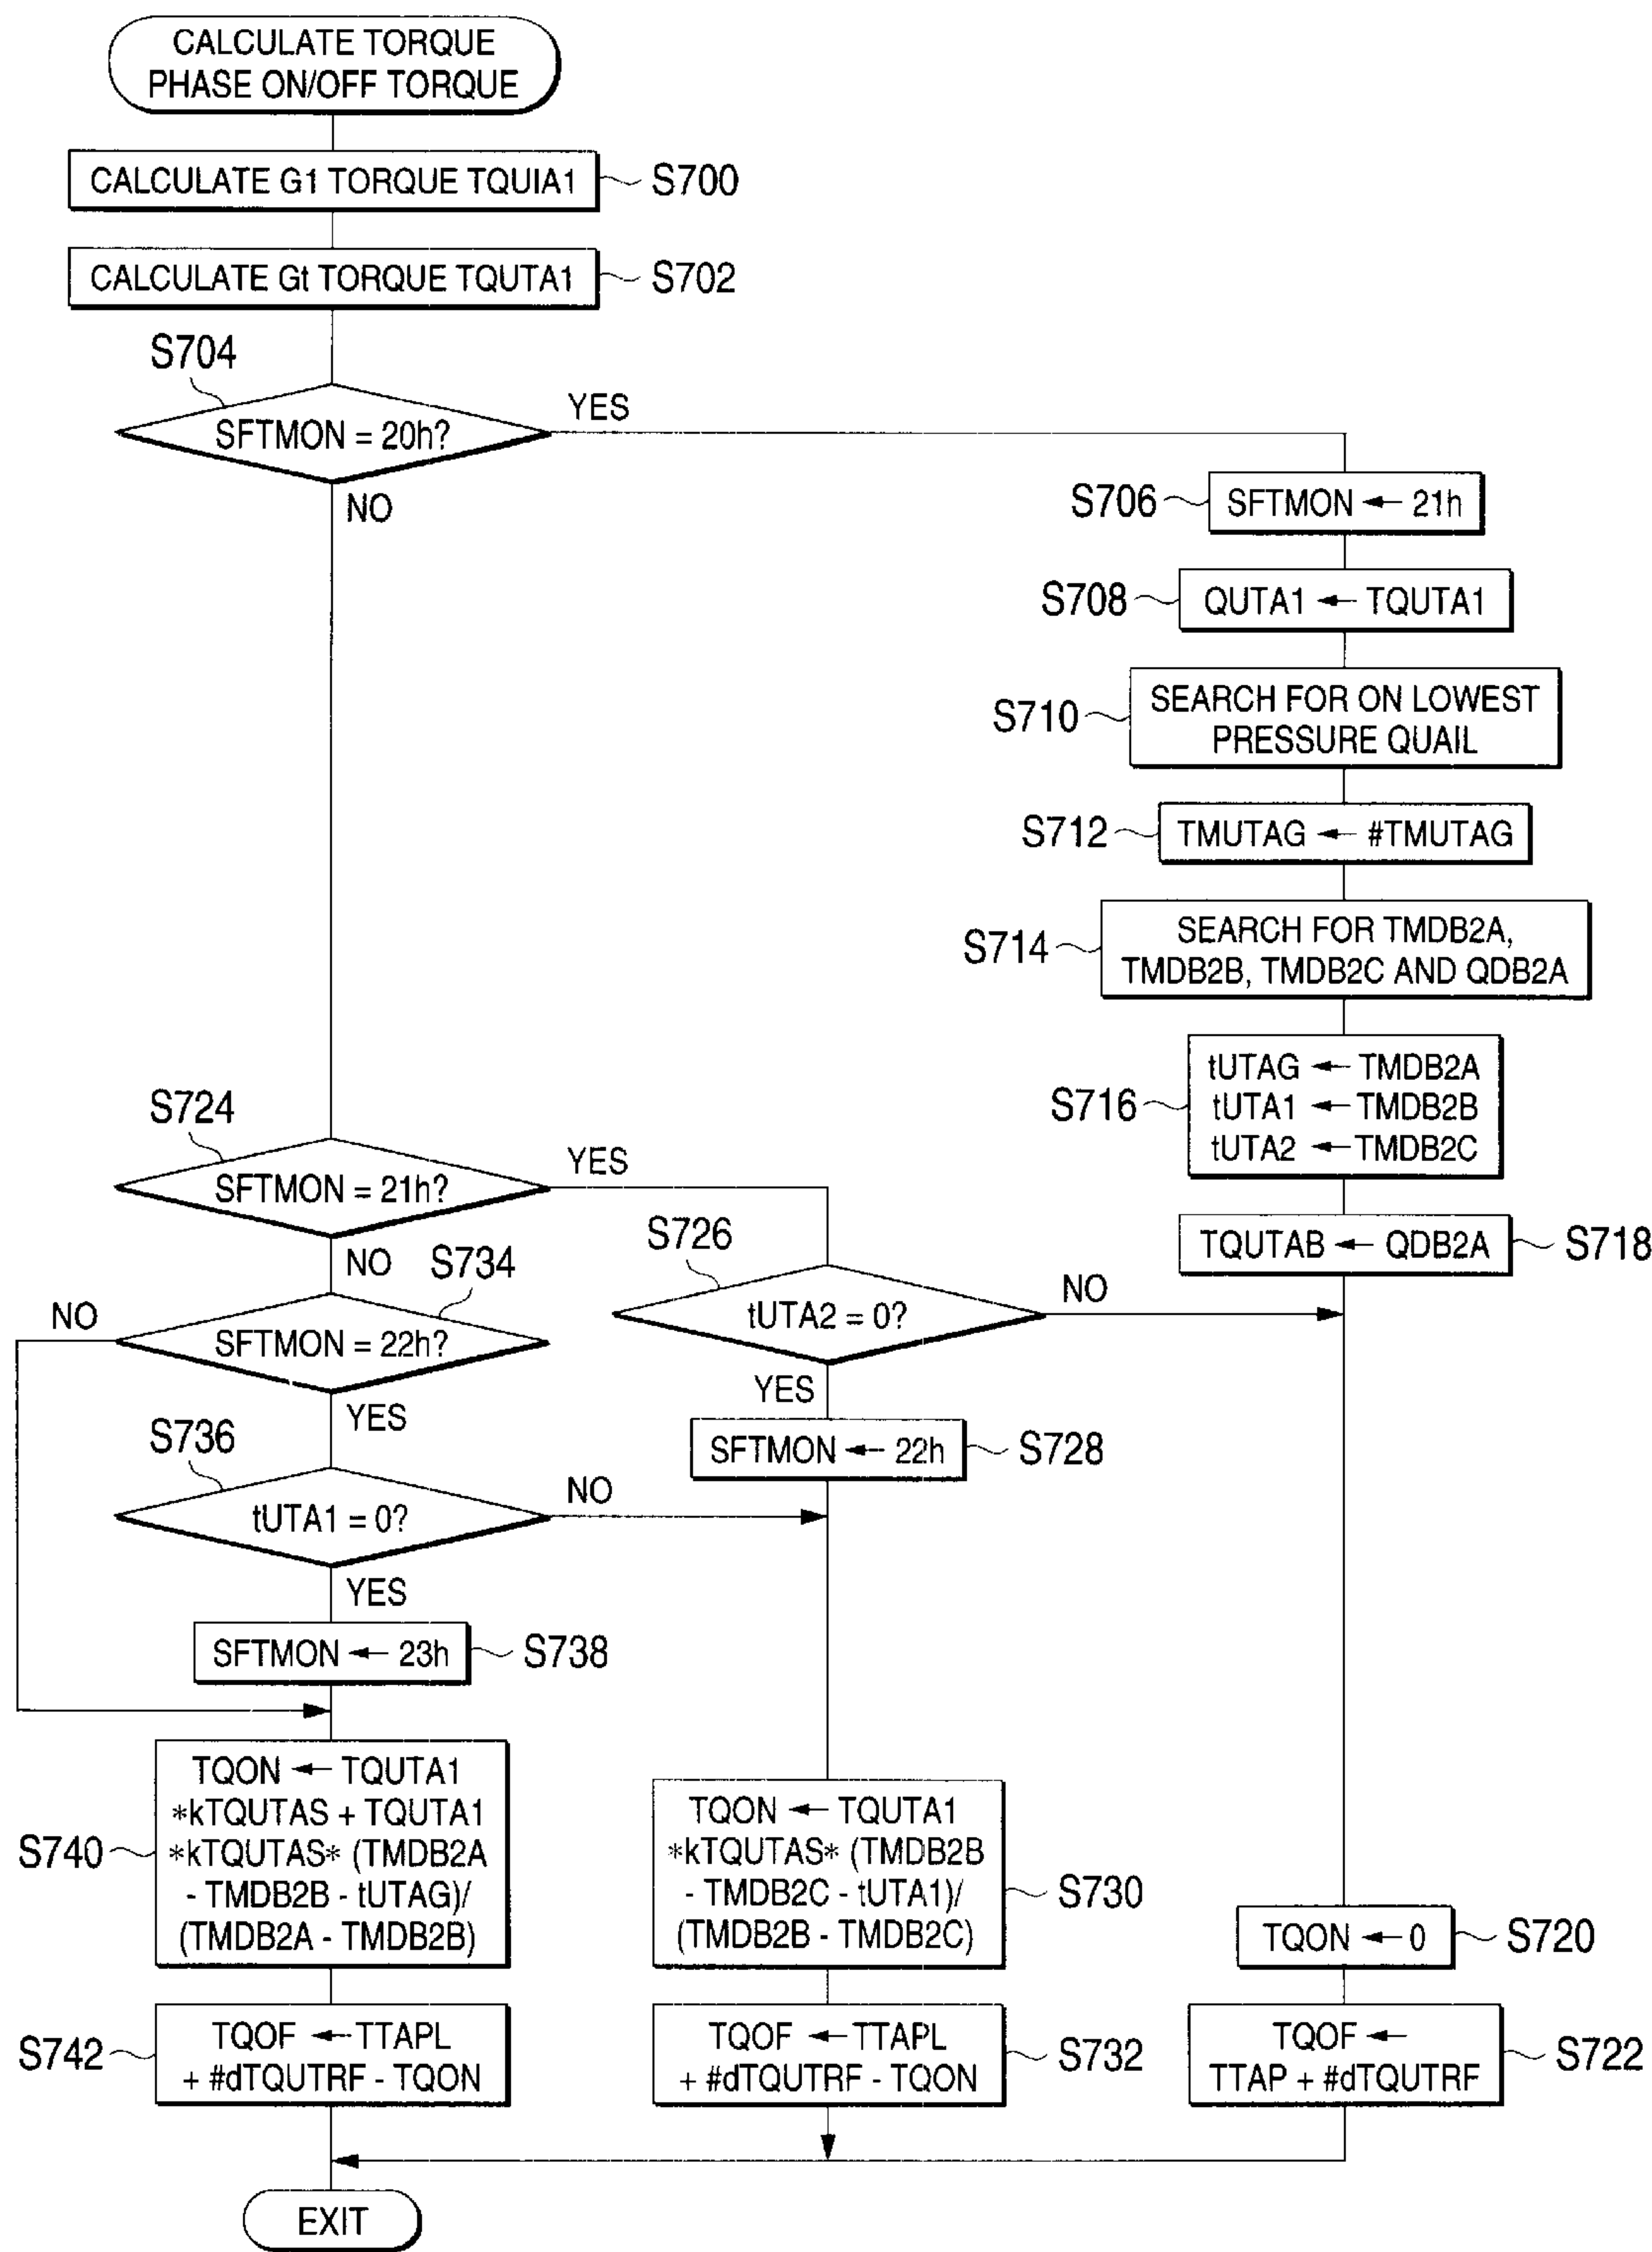 CALCULATE TORQUE
PHASE ON/OFF TORQUE
CALCULATE G1 TORQUE TQUIA1
S700
CALCULATE Gt TORQUE TQUTA1
S702
S704
SFTMON = 20h?
YES
NO
S706
SFTMON ← 21h
S708
QUTA1 ← TQUTA1
S710
SEARCH FOR ON LOWEST
PRESSURE QUAIL
S712
TMUTAG ← #TMUTAG
S714
SEARCH FOR TMDB2A,
TMDB2B, TMDB2C AND QDB2A
S716
tUTAG ← TMDB2A
tUTA1 ← TMDB2B
tUTA2 ← TMDB2C
TQUTAB ← QDB2A
S718
S724
SFTMON = 21h?
YES
NO
S726
tUTA2 = 0?
NO
YES
SFTMON ← 22h
S728
S734
SFTMON = 22h?
NO
YES
S736
tUTA1 = 0?
NO
YES
SFTMON ← 23h
S738
S740
TQON ← TQUTA1
*kTQUTAS + TQUTA1
*kTQUTAS* (TMDB2A
- TMDB2B - tUTAG)/
(TMDB2A - TMDB2B)
TQON ← TQUTA1
*kTQUTAS* (TMDB2B
- TMDB2C - tUTA1)/
(TMDB2B - TMDB2C)
S730
TQON ← 0
S720
S742
TQOF ← TTAPL
+ #dTQUTRF - TQON
TQOF ← TTAPL
+ #dTQUTRF - TQON
S732
TQOF ←
TTAP + #dTQUTRF
S722
EXIT